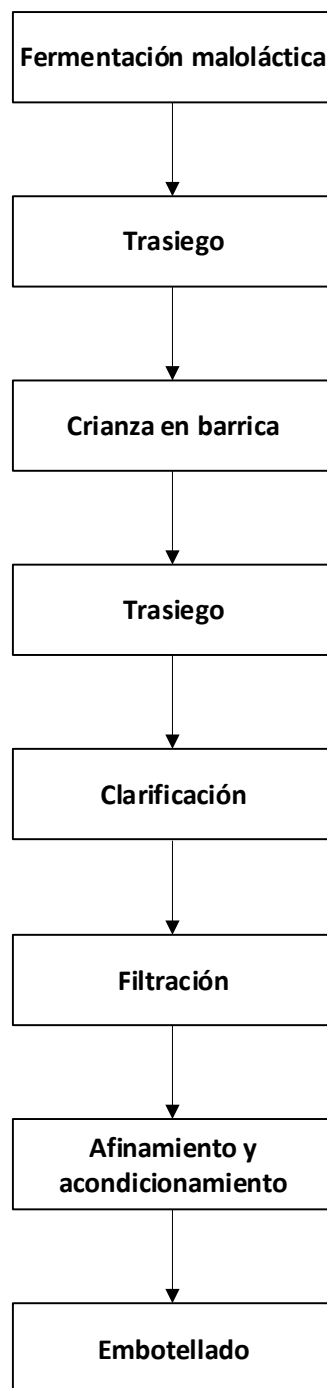 Fermentación maloláctica
Trasiego
Crianza en barrica
Trasiego
Clarificación
Filtración
Afinamiento y
acondicionamiento
Embotellado